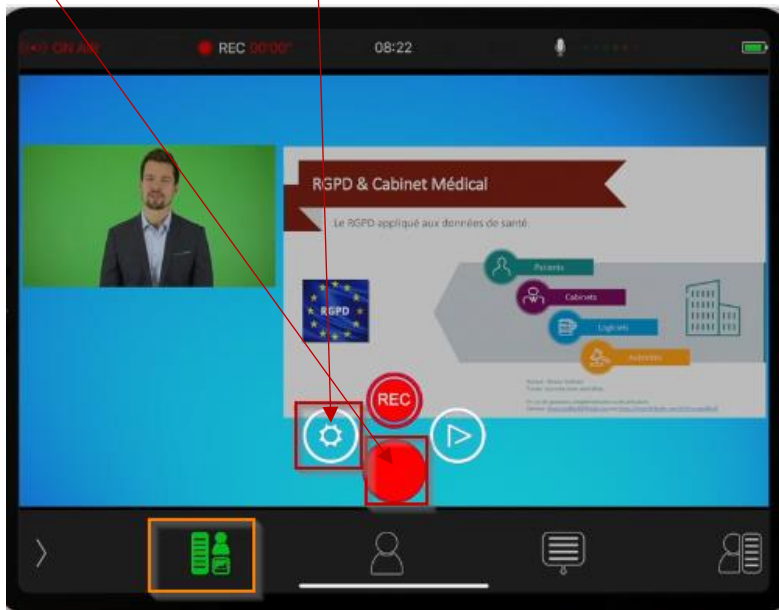 ((•)) ON AIR
REC 00:00"
08:22
RGPD & Cabinet Médical
Le RGPD appliqué aux données de santé.
RGPD
Patients
Cabinets
Logiciels
REC